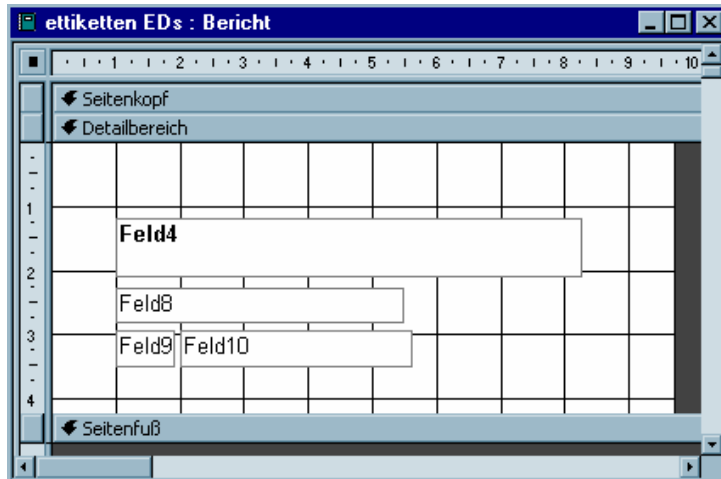 ettiketten EDs : Bericht
1 2 3 4 5 6 7 8 9 10
Seitenkopf
Detailbereich
1
Feld4
2
Feld8
3
Feld9 Feld10
4
Seitenfuß